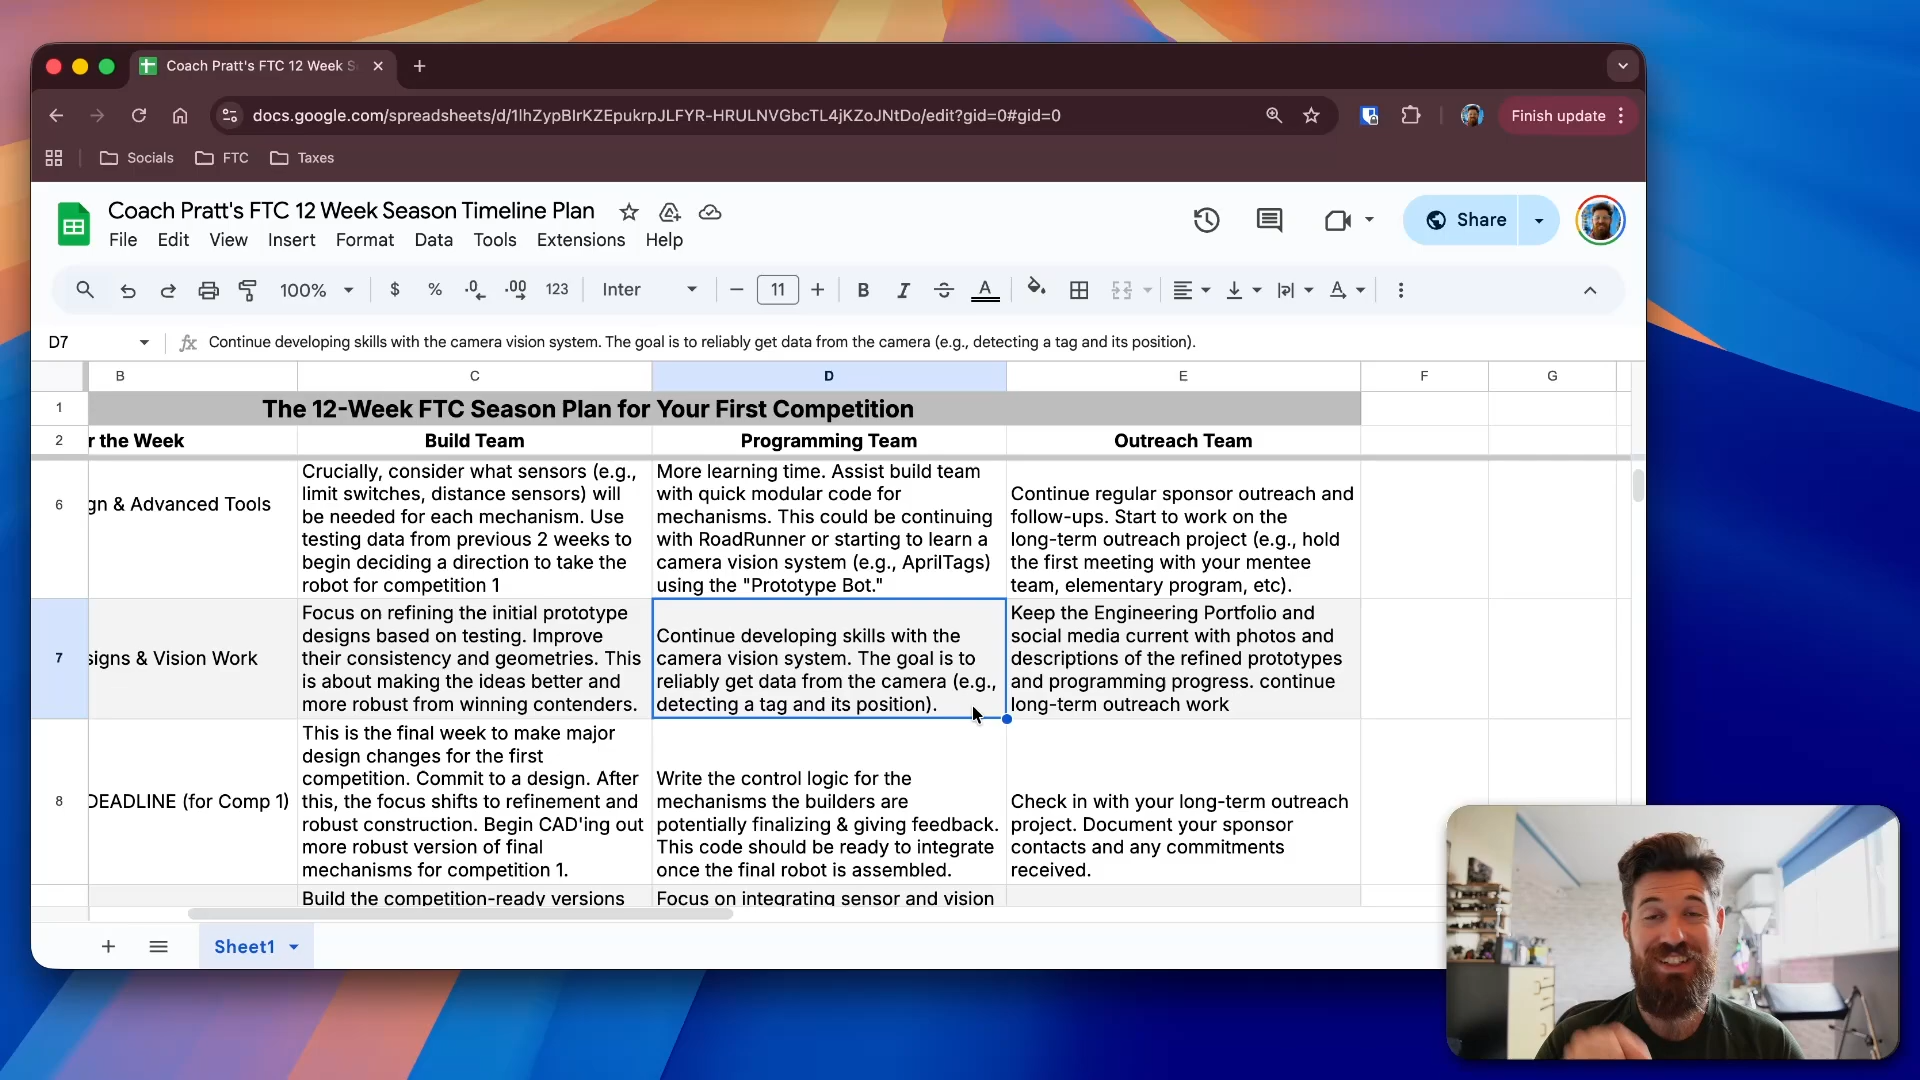 Coach Pratt's FTC 12 Week S
docs.google.com/spreadsheets/d/1lhZypBIrKZEpukrpJLFYR-HRULNVGbcTL4jKZoJNtDo/edit?gid=0#gid=0
Finish update
Socials
FTC
Taxes
Coach Pratt's FTC 12 Week Season Timeline Plan
File Edit View Insert Format Data Tools Extensions Help
Share
100%
$ % .0 .00 123
Inter
11
B I A
D7
fx Continue developing skills with the camera vision system. The goal is to reliably get data from the camera (e.g., detecting a tag and its position).
B C D E F G
1
The 12-Week FTC Season Plan for Your First Competition
2
r the Week
Build Team
Programming Team
Outreach Team
6
gn & Advanced Tools
Crucially, consider what sensors (e.g.,
limit switches, distance sensors) will
be needed for each mechanism. Use
testing data from previous 2 weeks to
begin deciding a direction to take the
robot for competition 1
More learning time. Assist build team
with quick modular code for
mechanisms. This could be continuing
with RoadRunner or starting to learn a
camera vision system (e.g., AprilTags)
using the "Prototype Bot."
Continue regular sponsor outreach and
follow-ups. Start to work on the
long-term outreach project (e.g., hold
the first meeting with your mentee
team, elementary program, etc).
7
signs & Vision Work
Focus on refining the initial prototype
designs based on testing. Improve
their consistency and geometries. This
is about making the ideas better and
more robust from winning contenders.
Continue developing skills with the
camera vision system. The goal is to
reliably get data from the camera (e.g.,
detecting a tag and its position).
Keep the Engineering Portfolio and
social media current with photos and
descriptions of the refined prototypes
and programming progress. continue
long-term outreach work
8
DEADLINE (for Comp 1)
This is the final week to make major
design changes for the first
competition. Commit to a design. After
this, the focus shifts to refinement and
robust construction. Begin CAD'ing out
more robust version of final
mechanisms for competition 1.
Write the control logic for the
mechanisms the builders are
potentially finalizing & giving feedback.
This code should be ready to integrate
once the final robot is assembled.
Check in with your long-term outreach
project. Document your sponsor
contacts and any commitments
received.
Build the competition-ready versions
Focus on integrating sensor and vision
Sheet1